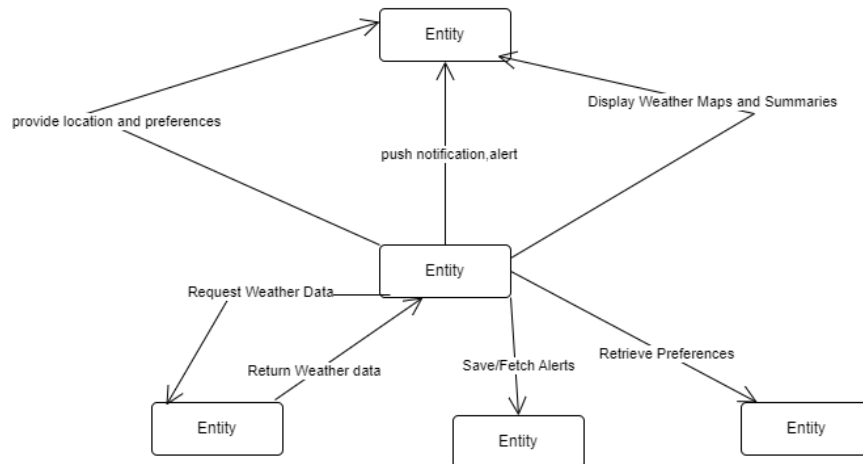 Entity
Display Weather Maps and Summaries
provide location and preferences
push notification,alert
Entity
Request Weather Data
Retrieve Preferences
Save/Fetch Alerts
Return Weather data
Entity
Entity
Entity